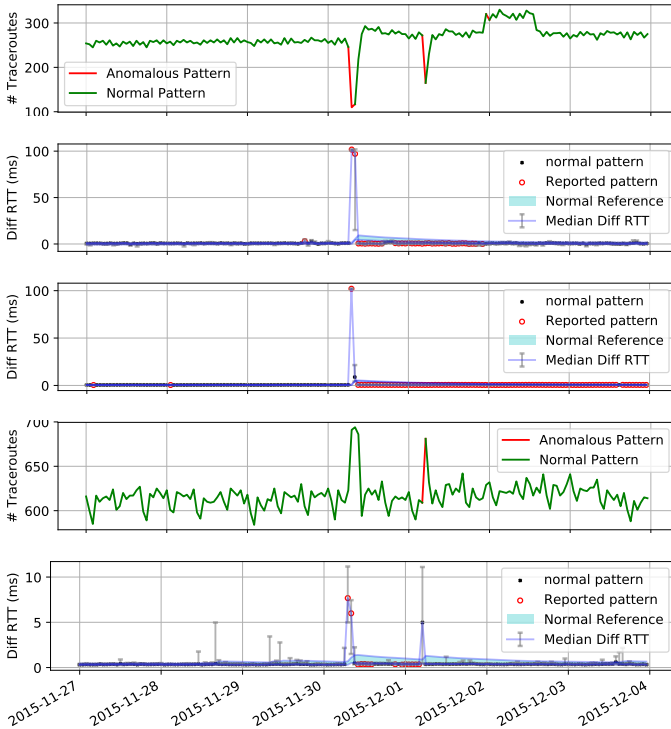 300
200
100
# Traceroutes
Anomalous Pattern
Normal Pattern
100
50
0
Diff RTT (ms)
normal pattern
Reported pattern
Normal Reference
Median Diff RTT
100
50
0
Diff RTT (ms)
normal pattern
Reported pattern
Normal Reference
Median Diff RTT
700
650
600
# Traceroutes
Anomalous Pattern
Normal Pattern
10
5
0
Diff RTT (ms)
normal pattern
Reported pattern
Normal Reference
Median Diff RTT
2015-11-27
2015-11-28
2015-11-29
2015-11-30
2015-12-01
2015-12-02
2015-12-03
2015-12-04